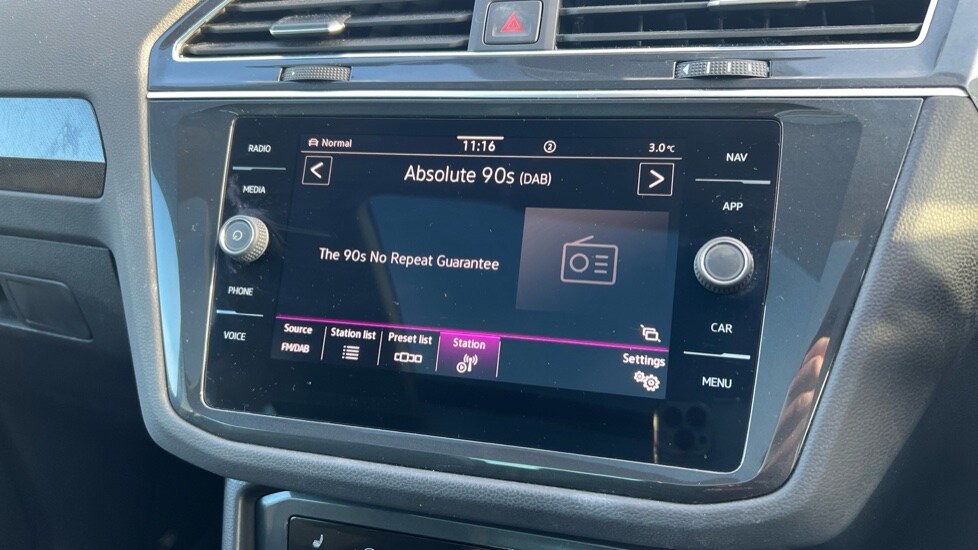 RADIO
MEDIA
PHONE
VOICE
Normal
11:16
2
3.0°C
<
Absolute 90s (DAB)
>
The 90s No Repeat Guarantee
Source
FM/DAB
Station list
Preset list
Station
Settings
NAV
APP
CAR
MENU